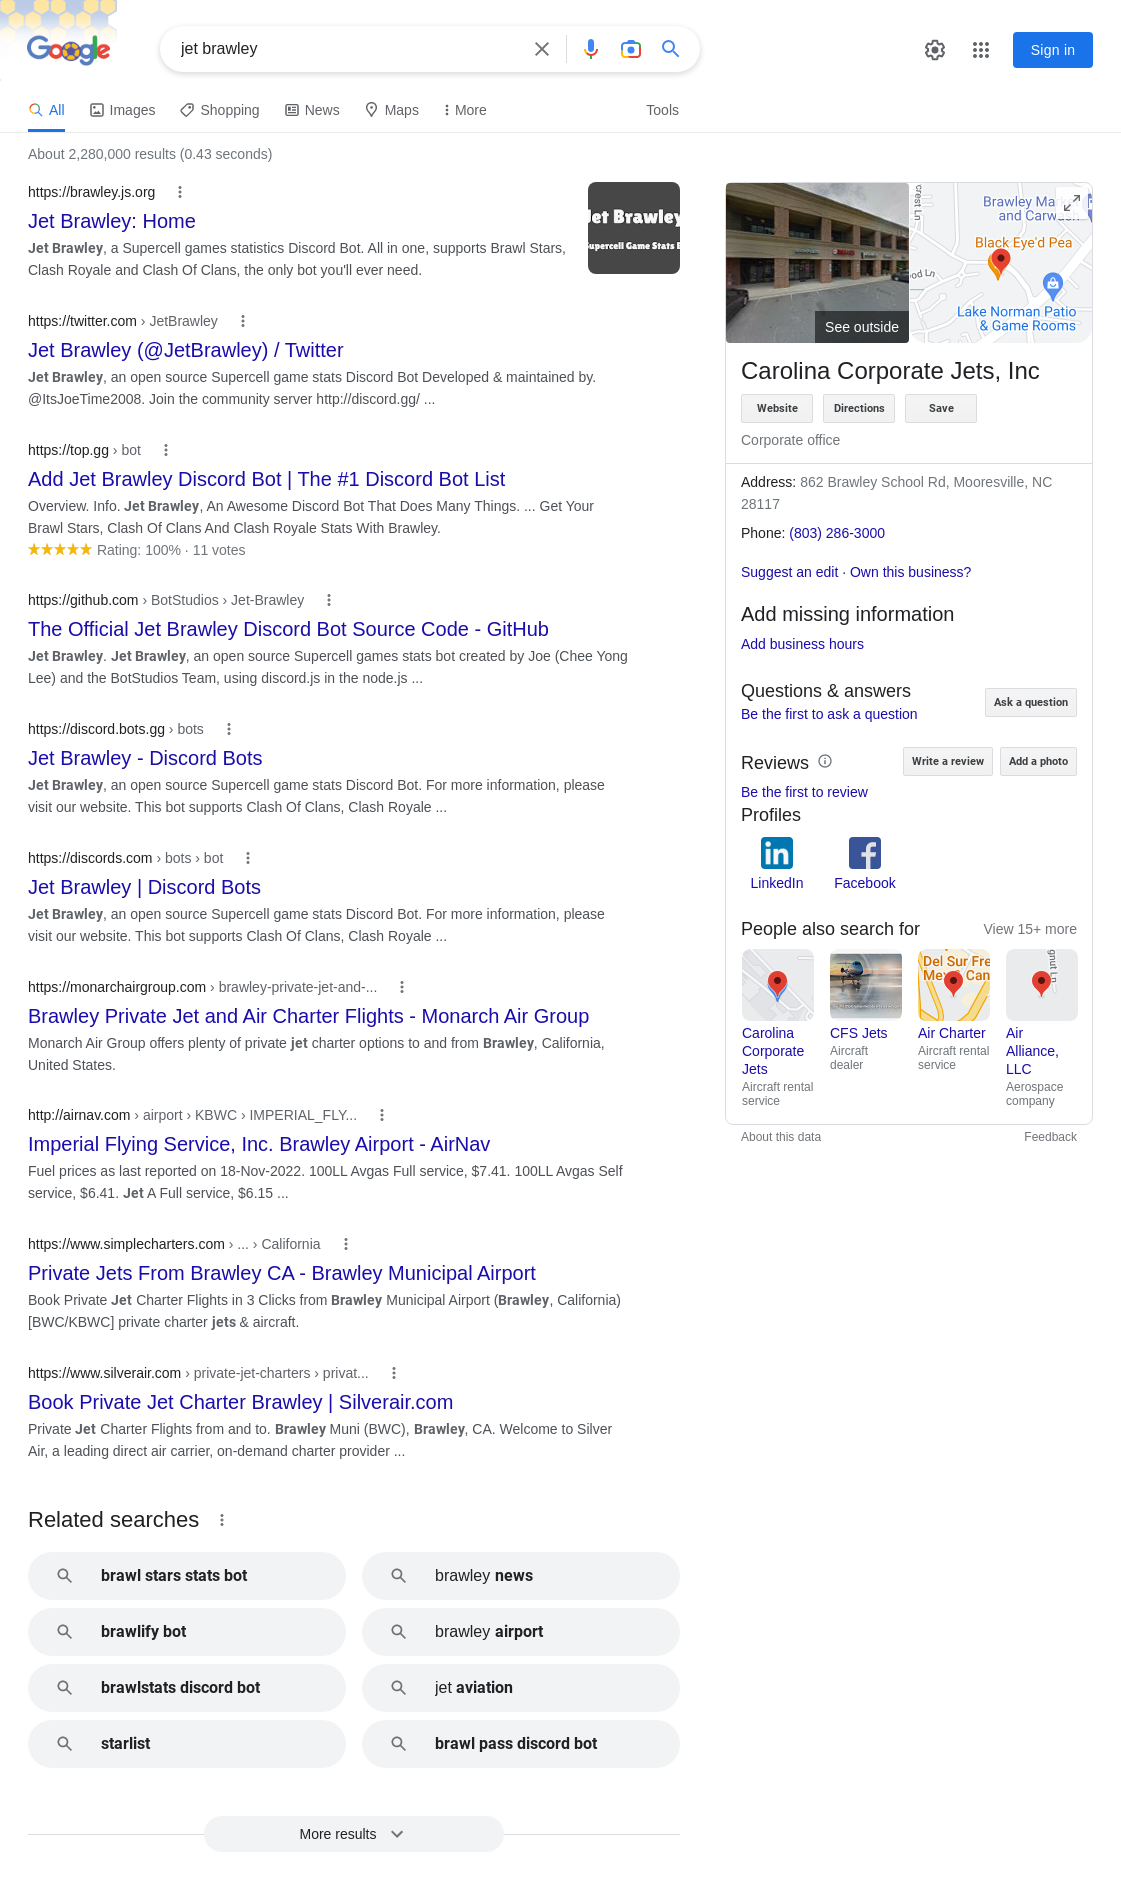 Google
jet brawley
Sign in
All
Images
Shopping
News
Maps
More
Tools
About 2,280,000 results (0.43 seconds)
https://brawley.js.org
Jet Brawley: Home
Jet Brawley, a Supercell games statistics Discord Bot. All in one, supports Brawl Stars,
Clash Royale and Clash Of Clans, the only bot you'll ever need.
Jet Brawley
Supercell Game Stats
https://twitter.com › JetBrawley
Jet Brawley (@JetBrawley) / Twitter
Jet Brawley, an open source Supercell game stats Discord Bot Developed & maintained by.
@ItsJoeTime2008. Join the community server http://discord.gg/ ...
https://top.gg › bot
Add Jet Brawley Discord Bot | The #1 Discord Bot List
Overview. Info. Jet Brawley, An Awesome Discord Bot That Does Many Things. ... Get Your
Brawl Stars, Clash Of Clans And Clash Royale Stats With Brawley.
Rating: 100% · 11 votes
https://github.com › BotStudios › Jet-Brawley
The Official Jet Brawley Discord Bot Source Code - GitHub
Jet Brawley. Jet Brawley, an open source Supercell games stats bot created by Joe (Chee Yong
Lee) and the BotStudios Team, using discord.js in the node.js ...
https://discord.bots.gg › bots
Jet Brawley - Discord Bots
Jet Brawley, an open source Supercell game stats Discord Bot. For more information, please
visit our website. This bot supports Clash Of Clans, Clash Royale ...
https://discords.com › bots › bot
Jet Brawley | Discord Bots
Jet Brawley, an open source Supercell game stats Discord Bot. For more information, please
visit our website. This bot supports Clash Of Clans, Clash Royale ...
https://monarchairgroup.com › brawley-private-jet-and-...
Brawley Private Jet and Air Charter Flights - Monarch Air Group
Monarch Air Group offers plenty of private jet charter options to and from Brawley, California,
United States.
http://airnav.com › airport › KBWC › IMPERIAL_FLY...
Imperial Flying Service, Inc. Brawley Airport - AirNav
Fuel prices as last reported on 18-Nov-2022. 100LL Avgas Full service, $7.41. 100LL Avgas Self
service, $6.41. Jet A Full service, $6.15 ...
https://www.simplecharters.com › ... › California
Private Jets From Brawley CA - Brawley Municipal Airport
Book Private Jet Charter Flights in 3 Clicks from Brawley Municipal Airport (Brawley, California)
[BWC/KBWC] private charter jets & aircraft.
https://www.silverair.com › private-jet-charters › privat...
Book Private Jet Charter Brawley | Silverair.com
Private Jet Charter Flights from and to. Brawley Muni (BWC), Brawley, CA. Welcome to Silver
Air, a leading direct air carrier, on-demand charter provider ...
Related searches
brawl stars stats bot
brawley news
brawlify bot
brawley airport
brawlstats discord bot
jet aviation
starlist
brawl pass discord bot
More results
See outside
crest Ln
Brawley Ma
and Carwash
Black Eye'd Pea
od Ln
Lake Norman Patio
& Game Rooms
Carolina Corporate Jets, Inc
Website
Directions
Save
Corporate office
Address: 862 Brawley School Rd, Mooresville, NC
28117
Phone: (803) 286-3000
Suggest an edit · Own this business?
Add missing information
Add business hours
Questions & answers
Be the first to ask a question
Ask a question
Reviews
Write a review
Add a photo
Be the first to review
Profiles
LinkedIn
Facebook
People also search for
View 15+ more
Del Sur Fre
Mex & Can
gnut Ln
Carolina
Corporate
Jets
Aircraft rental
service
CFS Jets
Aircraft
dealer
Air Charter
Aircraft rental
service
Air
Alliance,
LLC
Aerospace
company
About this data
Feedback